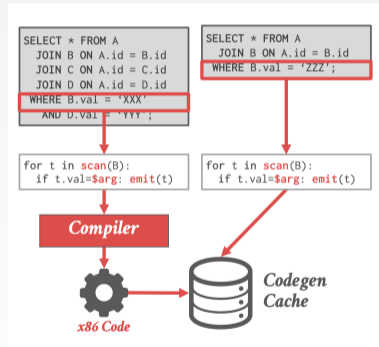 SELECT * FROM A
JOIN B ON A.id = B.id
JOIN C ON A.id = C.id
JOIN D ON A.id = D.id
WHERE B.val = 'XXX'
AND D.val = 'YYY';
SELECT * FROM A
JOIN B ON A.id = B.id
WHERE B.val = 'ZZZ';
for t in scan(B):
if t.val=$arg: emit(t)
for t in scan(B):
if t.val=$arg: emit(t)
Compiler
x86 Code
Codegen
Cache